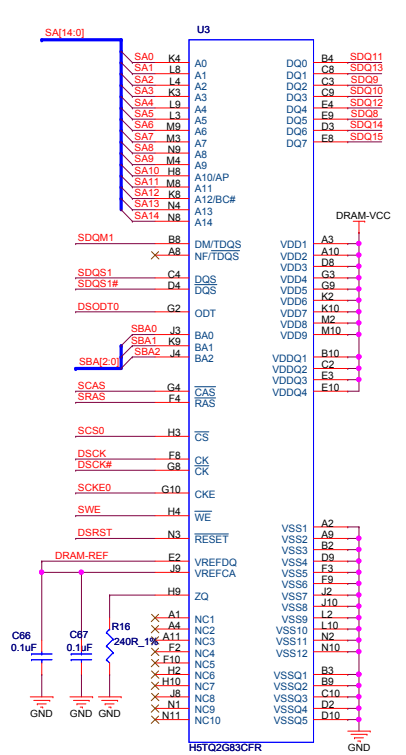 SA[14:0]
U3
SA0 K4 A0 DQ0 B4 SDQ11
SA1 L8 A1 DQ1 C8 SDQ13
SA2 L4 A2 DQ2 C3 SDQ9
SA3 K3 A3 DQ3 C9 SDQ10
SA4 L9 A4 DQ4 E4 SDQ12
SA5 L3 A5 DQ5 E9 SDQ8
SA6 M9 A6 DQ6 D3 SDQ14
SA7 M3 A7 DQ7 E8 SDQ15
SA8 N9 A8
SA9 M4 A9
SA10 H8 A10/AP
SA11 M8 A11
SA12 K8 A12/BC#
SA13 N4 A13
SA14 N8 A14
DRAM-VCC
SDQM1 B8 DM/TDQS VDD1 A3
A8 NF/TDQS VDD2 A10
VDD3 D8
SDQS1 C4 DQS VDD4 G3
SDQS1# D4 DQS VDD5 G9
VDD6 K2
DSODT0 G2 ODT VDD7 K10
VDD8 M2
SBA0 J3 BA0 VDD9 M10
SBA1 K9 BA1
SBA2 J4 BA2 VDDQ1 B10
SBA[2:0] VDDQ2 C2
VDDQ3 E3
SCAS G4 CAS VDDQ4 E10
SRAS F4 RAS
SCS0 H3 CS
DSCK F8 CK
DSCK# G8 CK
SCKE0 G10 CKE
SWE H4 WE
VSS1 A2
DSRST N3 RESET VSS2 A9
VSS3 B2
DRAM-REF E2 VREFDQ VSS4 D9
J9 VREFCA VSS5 F3
VSS6 F9
H9 ZQ VSS7 J2
VSS8 J10
A1 NC1 VSS9 L2
A4 NC2 VSS10 L10
A11 NC3 VSS11 N2
F2 NC4 VSS12 N10
F10 NC5
H2 NC6 VSSQ1 B3
H10 NC7 VSSQ2 B9
J8 NC8 VSSQ3 C10
N1 NC9 VSSQ4 D2
N11 NC10 VSSQ5 D10
C66
0.1uF
C67
0.1uF
R16
240R_1%
GND
GND
GND
GND
H5TQ2G83CFR